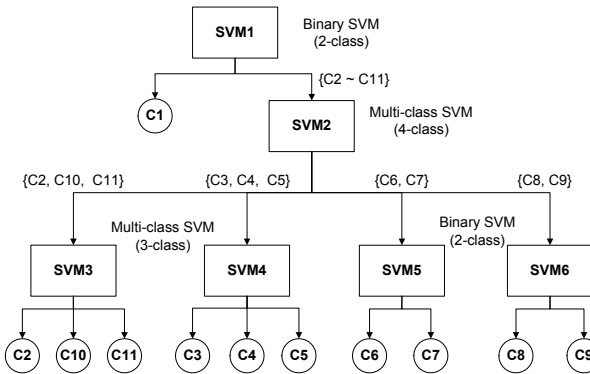 Binary SVM
(2-class)
SVM1
{C2 ~ C11}
C1
Multi-class SVM
(4-class)
SVM2
{C2, C10, C11}
{C3, C4, C5}
{C6, C7}
{C8, C9}
Multi-class SVM
(3-class)
Binary SVM
(2-class)
SVM3
SVM4
SVM5
SVM6
C2
C10
C11
C3
C4
C5
C6
C7
C8
C9